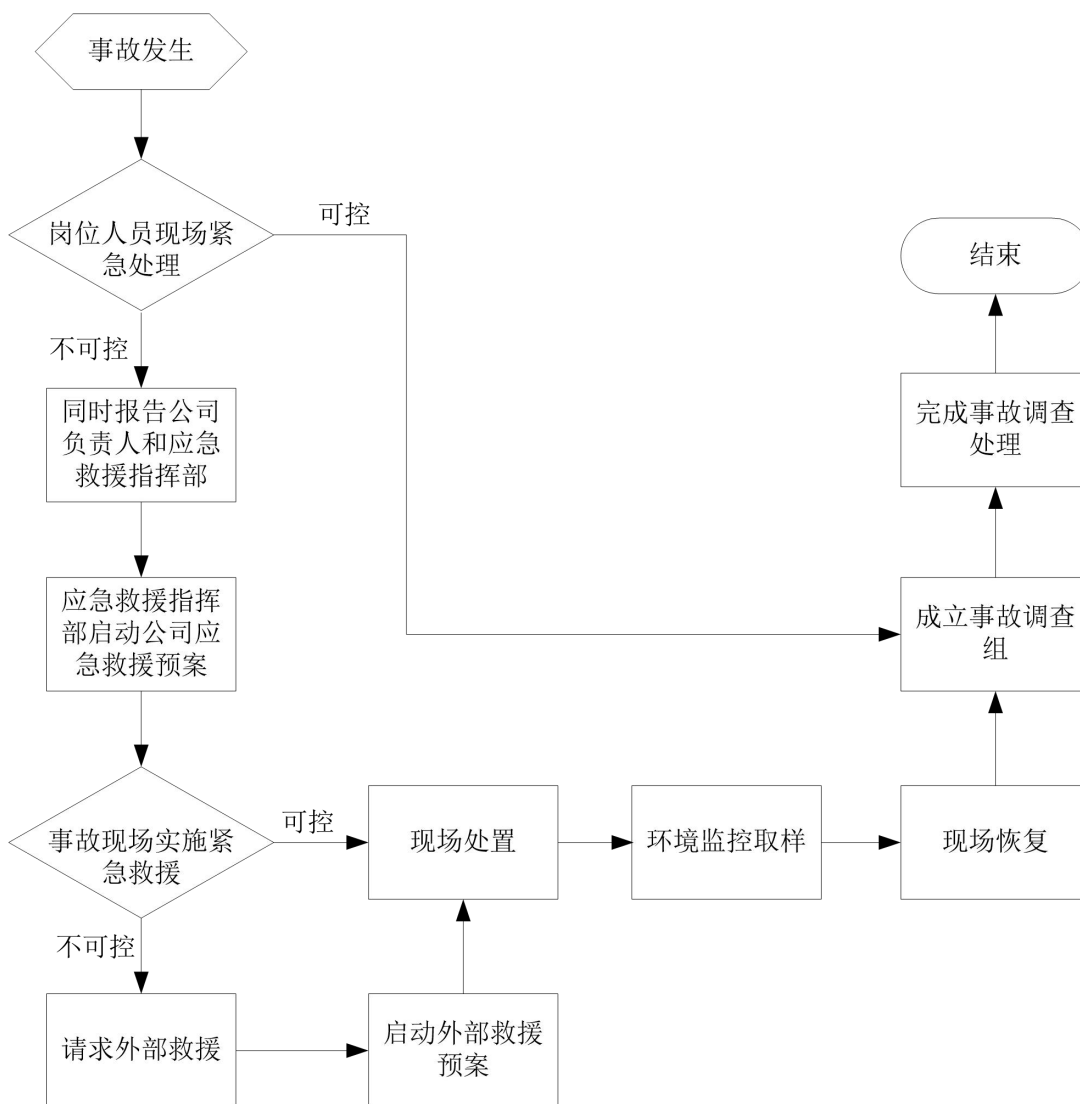 事故发生
岗位人员现场紧
急处理
可控
不可控
同时报告公司
负责人和应急
救援指挥部
应急救援指挥
部启动公司应
急救援预案
事故现场实施紧
急救援
可控
不可控
请求外部救援
启动外部救援
预案
现场处置
环境监控取样
现场恢复
成立事故调查
组
完成事故调查
处理
结束